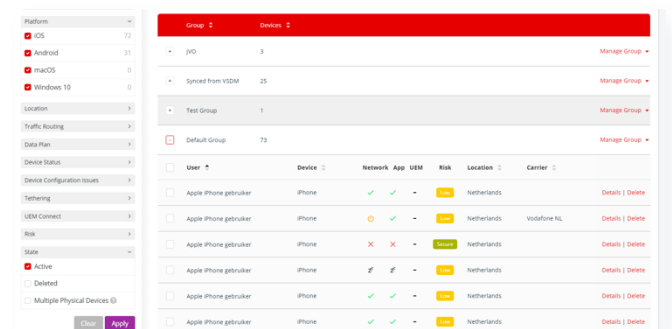 Platform
iOS 72
Android 31
macOS 0
Windows 10 0
Location
Traffic Routing
Data Plan
Device Status
Device Configuration Issues
Tethering
UEM Connect
Risk
State
Active
Deleted
Multiple Physical Devices
Clear Apply
Group Devices
JVO 3 Manage Group
Synced from VSDM 25 Manage Group
Test Group 1 Manage Group
Default Group 73 Manage Group
User Device Network App UEM Risk Location Carrier
Apple iPhone gebruiker iPhone - Low Netherlands Details | Delete
Apple iPhone gebruiker iPhone - Low Netherlands Vodafone NL Details | Delete
Apple iPhone gebruiker iPhone - Secure Netherlands Details | Delete
Apple iPhone gebruiker iPhone - Low Netherlands Details | Delete
Apple iPhone gebruiker iPhone - Low Netherlands Details | Delete
Apple iPhone gebruiker iPhone - Low Netherlands Details | Delete